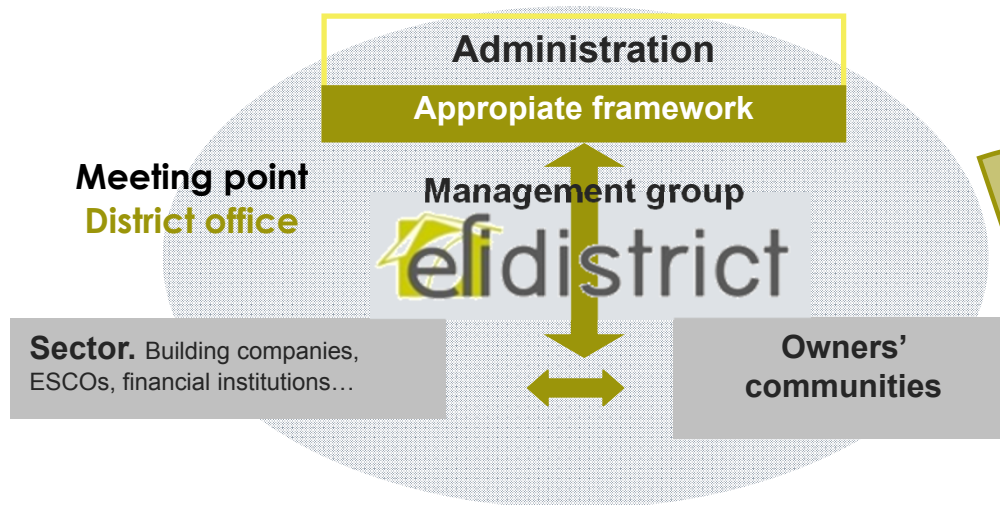 Administration
Appropiate framework
Meeting point
District office
Management group
efidistrict
Sector. Building companies,
ESCOs, financial institutions…
Owners’
communities